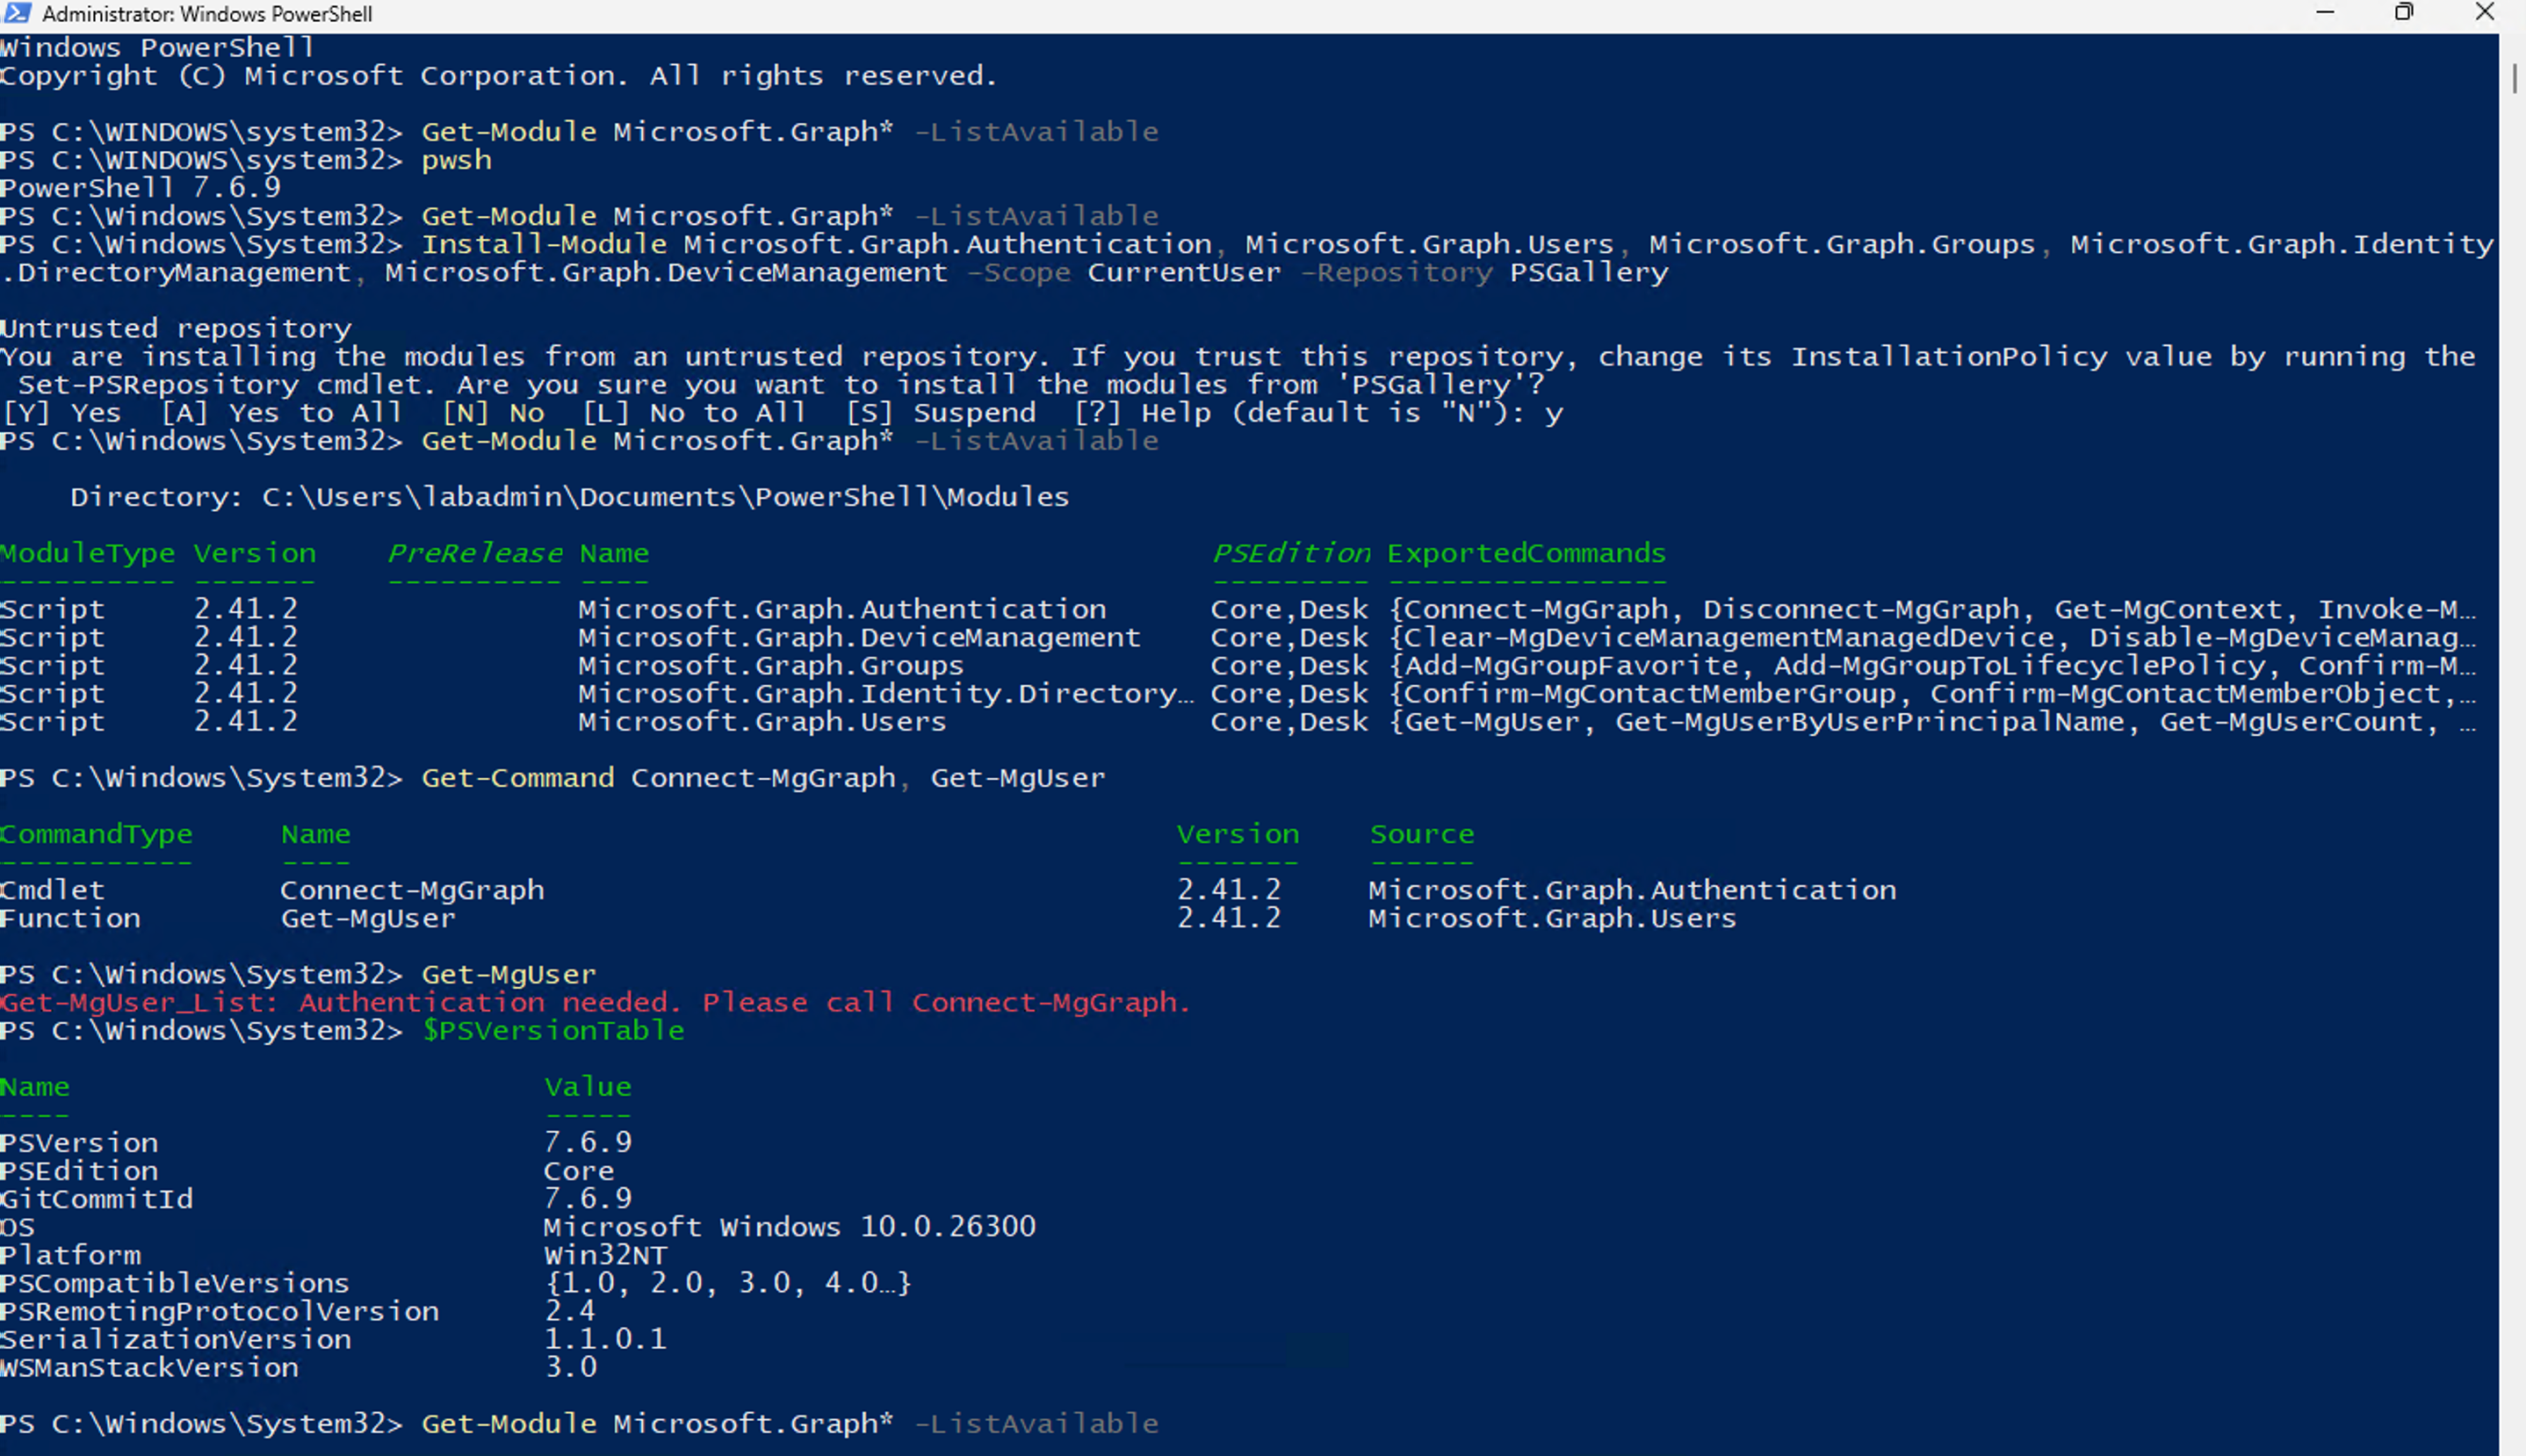 Administrator: Windows PowerShell
Windows PowerShell
Copyright (C) Microsoft Corporation. All rights reserved.
PS C:\WINDOWS\system32> Get-Module Microsoft.Graph* -ListAvailable
PS C:\WINDOWS\system32> pwsh
PowerShell 7.6.9
PS C:\Windows\System32> Get-Module Microsoft.Graph* -ListAvailable
PS C:\Windows\System32> Install-Module Microsoft.Graph.Authentication, Microsoft.Graph.Users, Microsoft.Graph.Groups, Microsoft.Graph.Identity
.DirectoryManagement, Microsoft.Graph.DeviceManagement -Scope CurrentUser -Repository PSGallery
Untrusted repository
You are installing the modules from an untrusted repository. If you trust this repository, change its InstallationPolicy value by running the
 Set-PSRepository cmdlet. Are you sure you want to install the modules from 'PSGallery'?
[Y] Yes  [A] Yes to All  [N] No  [L] No to All  [S] Suspend  [?] Help (default is "N"): y
PS C:\Windows\System32> Get-Module Microsoft.Graph* -ListAvailable
    Directory: C:\Users\labadmin\Documents\PowerShell\Modules
ModuleType Version    PreRelease Name                                PSEdition ExportedCommands
---------- -------    ---------- ----                                --------- ----------------
Script     2.41.2                Microsoft.Graph.Authentication      Core,Desk {Connect-MgGraph, Disconnect-MgGraph, Get-MgContext, Invoke-M…
Script     2.41.2                Microsoft.Graph.DeviceManagement    Core,Desk {Clear-MgDeviceManagementManagedDevice, Disable-MgDeviceManag…
Script     2.41.2                Microsoft.Graph.Groups              Core,Desk {Add-MgGroupFavorite, Add-MgGroupToLifecyclePolicy, Confirm-M…
Script     2.41.2                Microsoft.Graph.Identity.Directory… Core,Desk {Confirm-MgContactMemberGroup, Confirm-MgContactMemberObject,…
Script     2.41.2                Microsoft.Graph.Users               Core,Desk {Get-MgUser, Get-MgUserByUserPrincipalName, Get-MgUserCount, …
PS C:\Windows\System32> Get-Command Connect-MgGraph, Get-MgUser
CommandType     Name                                               Version    Source
-----------     ----                                               -------    ------
Cmdlet          Connect-MgGraph                                    2.41.2     Microsoft.Graph.Authentication
Function        Get-MgUser                                         2.41.2     Microsoft.Graph.Users
PS C:\Windows\System32> Get-MgUser
Get-MgUser_List: Authentication needed. Please call Connect-MgGraph.
PS C:\Windows\System32> $PSVersionTable
Name                           Value
----                           -----
PSVersion                      7.6.9
PSEdition                      Core
GitCommitId                    7.6.9
OS                             Microsoft Windows 10.0.26300
Platform                       Win32NT
PSCompatibleVersions           {1.0, 2.0, 3.0, 4.0…}
PSRemotingProtocolVersion      2.4
SerializationVersion           1.1.0.1
WSManStackVersion              3.0
PS C:\Windows\System32> Get-Module Microsoft.Graph* -ListAvailable